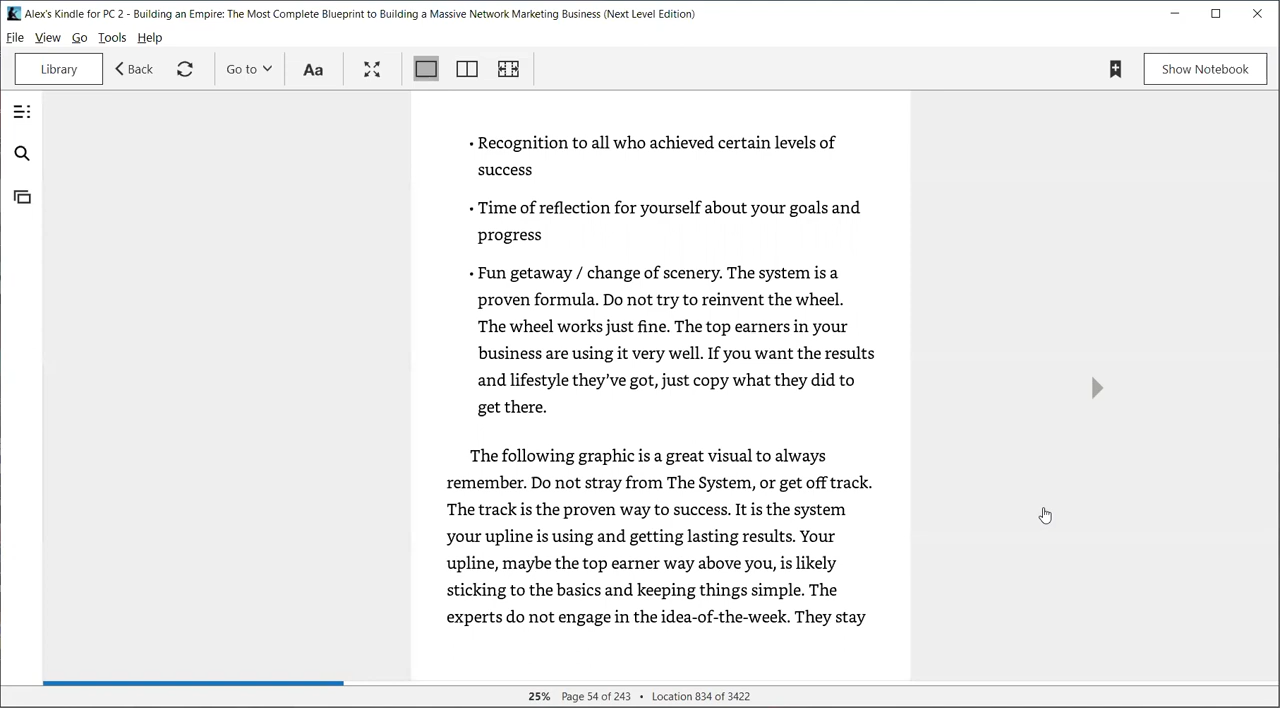 Alex's Kindle for PC 2 - Building an Empire: The Most Complete Blueprint to Building a Massive Network Marketing Business (Next Level Edition)
File View Go Tools Help
Library Back Go to Aa Show Notebook
• Recognition to all who achieved certain levels of
success
• Time of reflection for yourself about your goals and
progress
• Fun getaway / change of scenery. The system is a
proven formula. Do not try to reinvent the wheel.
The wheel works just fine. The top earners in your
business are using it very well. If you want the results
and lifestyle they’ve got, just copy what they did to
get there.
The following graphic is a great visual to always
remember. Do not stray from The System, or get off track.
The track is the proven way to success. It is the system
your upline is using and getting lasting results. Your
upline, maybe the top earner way above you, is likely
sticking to the basics and keeping things simple. The
experts do not engage in the idea-of-the-week. They stay
25% Page 54 of 243 • Location 834 of 3422